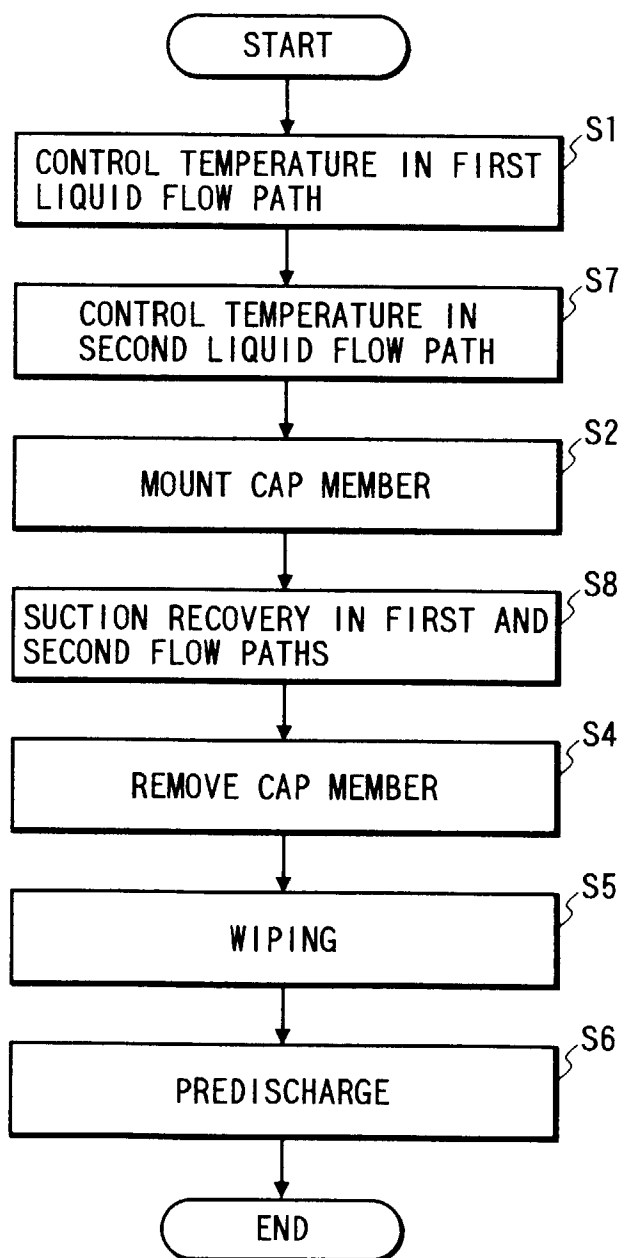 START
S1
CONTROL TEMPERATURE IN FIRST
LIQUID FLOW PATH
S7
CONTROL TEMPERATURE IN
SECOND LIQUID FLOW PATH
S2
MOUNT CAP MEMBER
S8
SUCTION RECOVERY IN FIRST AND
SECOND FLOW PATHS
S4
REMOVE CAP MEMBER
S5
WIPING
S6
PREDISCHARGE
END